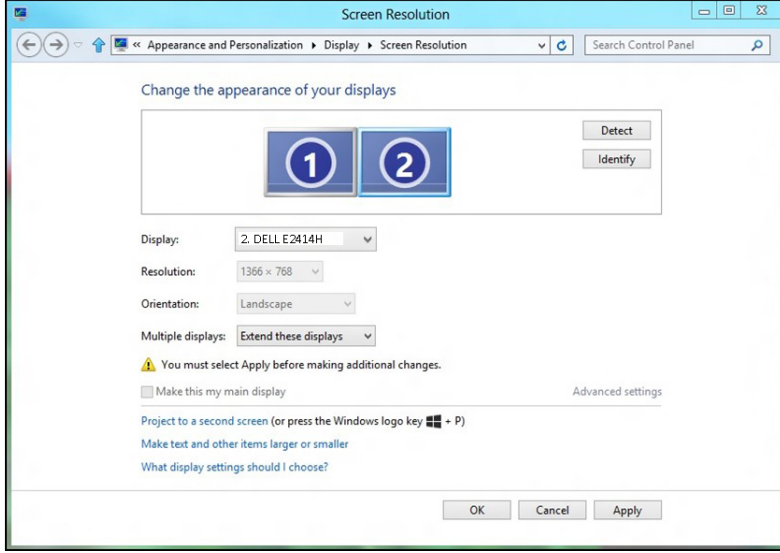 Screen Resolution
« Appearance and Personalization Display Screen Resolution Search Control Panel
Change the appearance of your displays
1 2
Detect
Identify
Display: 2. DELL E2414H
Resolution: 1366 × 768
Orientation: Landscape
Multiple displays: Extend these displays
You must select Apply before making additional changes.
Make this my main display Advanced settings
Project to a second screen (or press the Windows logo key + P)
Make text and other items larger or smaller
What display settings should I choose?
OK Cancel Apply